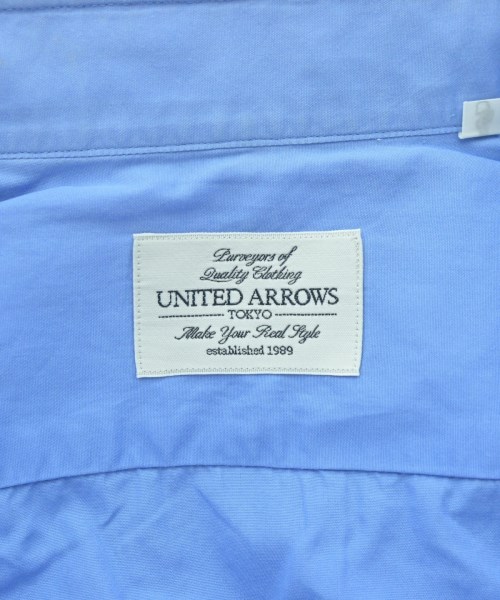 Purveyors of
Quality Clothing
UNITED ARROWS
TOKYO
Make Your Real Style
established 1989